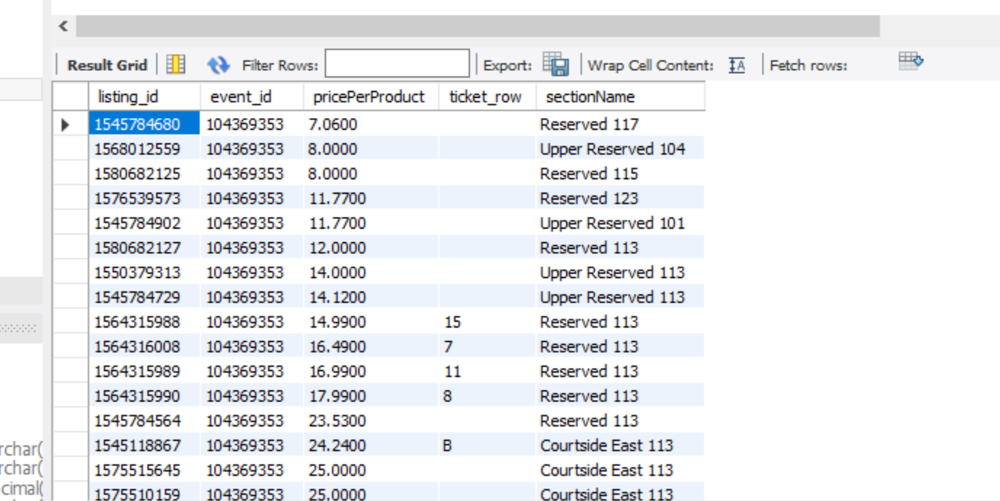 Result Grid Filter Rows: Export: Wrap Cell Content: IA Fetch rows:
listing_id event_id pricePerProduct ticket_row sectionName
1545784680 104369353 7.0600 Reserved 117
1568012559 104369353 8.0000 Upper Reserved 104
1580682125 104369353 8.0000 Reserved 115
1576539573 104369353 11.7700 Reserved 123
1545784902 104369353 11.7700 Upper Reserved 101
1580682127 104369353 12.0000 Reserved 113
1550379313 104369353 14.0000 Upper Reserved 113
1545784729 104369353 14.1200 Upper Reserved 113
1564315988 104369353 14.9900 15 Reserved 113
1564316008 104369353 16.4900 7 Reserved 113
1564315989 104369353 16.9900 11 Reserved 113
1564315990 104369353 17.9900 8 Reserved 113
1545784564 104369353 23.5300 Reserved 113
rchar( 1545118867 104369353 24.2400 B Courtside East 113
rchar( 1575515645 104369353 25.0000 Courtside East 113
cimal( 1575510159 104369353 25.0000 Courtside East 113